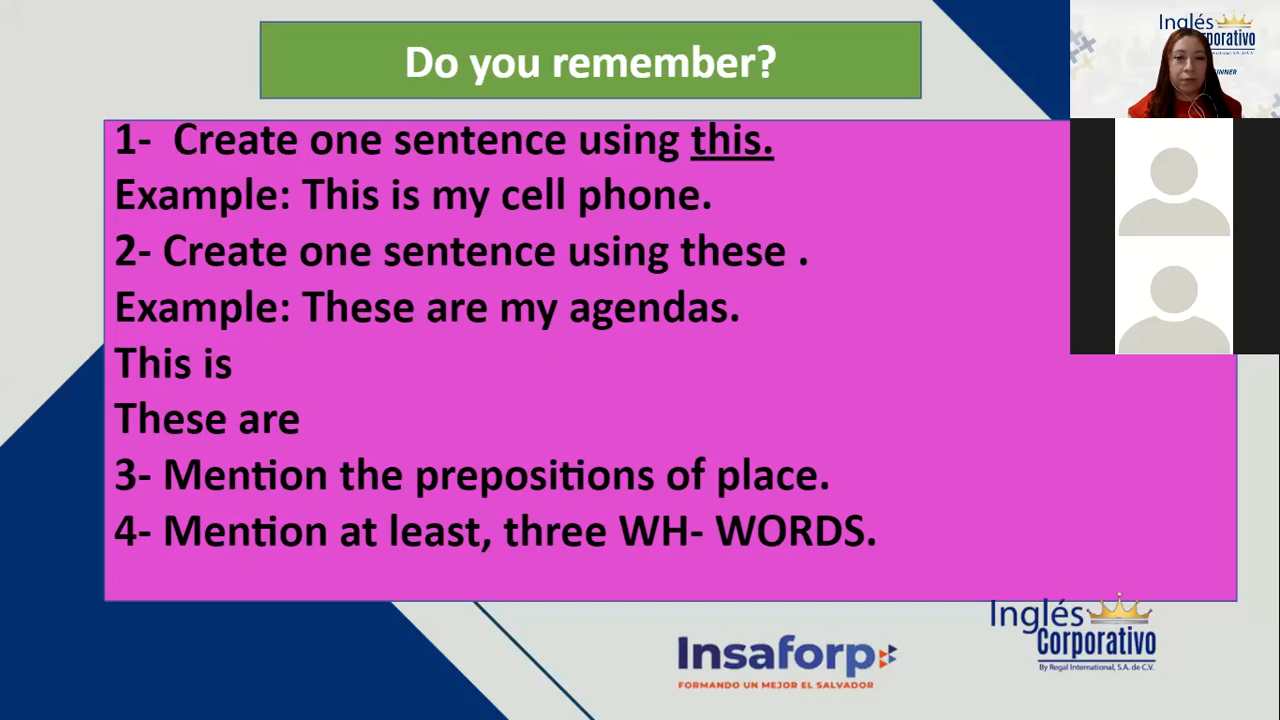 Do you remember?
1- Create one sentence using this.
Example: This is my cell phone.
2- Create one sentence using these .
Example: These are my agendas.
This is
These are
3- Mention the prepositions of place.
4- Mention at least, three WH- WORDS.
Inglés
Corporativo
By Regal International, S.A. de C.V.
Insaforp
FORMANDO UN MEJOR EL SALVADOR
Inglés